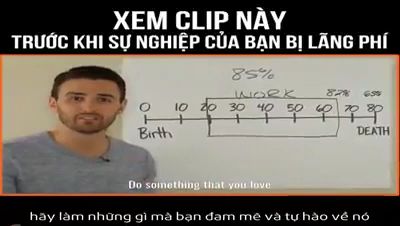 XEM CLIP NÀY
TRƯỚC KHI SỰ NGHIỆP CỦA BẠN BỊ LÃNG PHÍ
85%
WORK
82% 65%
0 10 20 30 40 50 60 70 80
Birth DEATH
Do something that you love
hãy làm những gì mà bạn đam mê và tự hào về nó